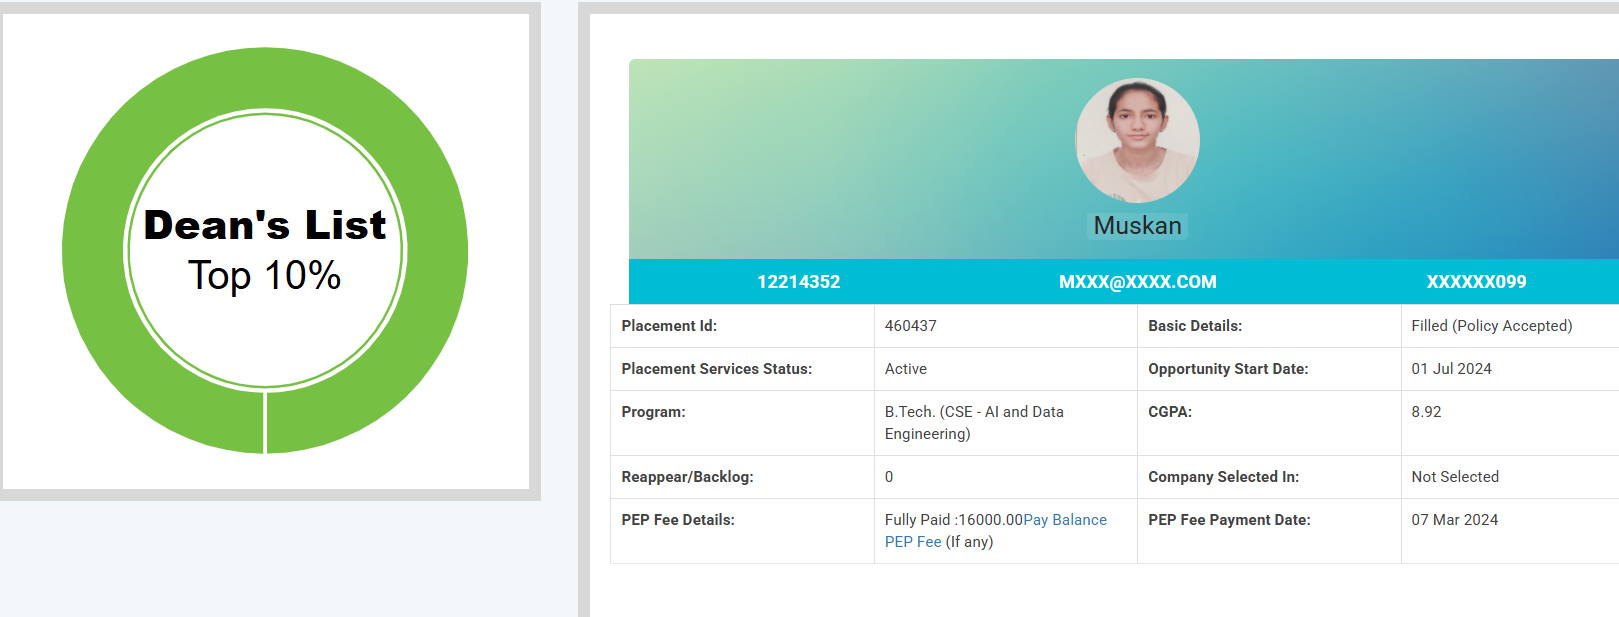 Dean's List
Top 10%
Muskan
12214352 MXXX@XXXX.COM XXXXXX099
Placement Id: 460437 Basic Details: Filled (Policy Accepted)
Placement Services Status: Active Opportunity Start Date: 01 Jul 2024
Program: B.Tech. (CSE - AI and Data CGPA: 8.92
Engineering)
Reappear/Backlog: 0 Company Selected In: Not Selected
PEP Fee Details: Fully Paid :16000.00Pay Balance PEP Fee Payment Date: 07 Mar 2024
PEP Fee (If any)